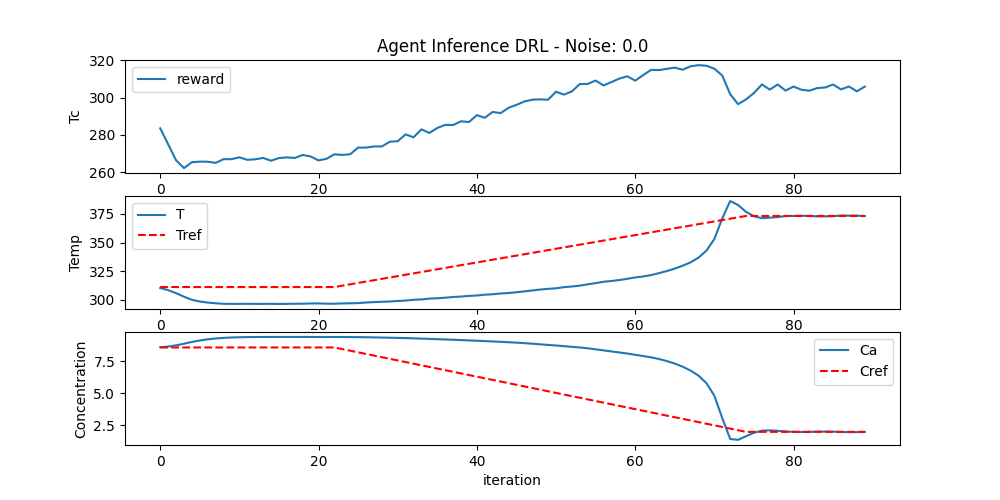 Agent Inference DRL - Noise: 0.0
320
300
280
260
Tc
reward
0 20 40 60 80
375
350
325
300
Temp
T
Tref
0 20 40 60 80
7.5
5.0
2.5
Concentration
Ca
Cref
0 20 40 60 80
iteration